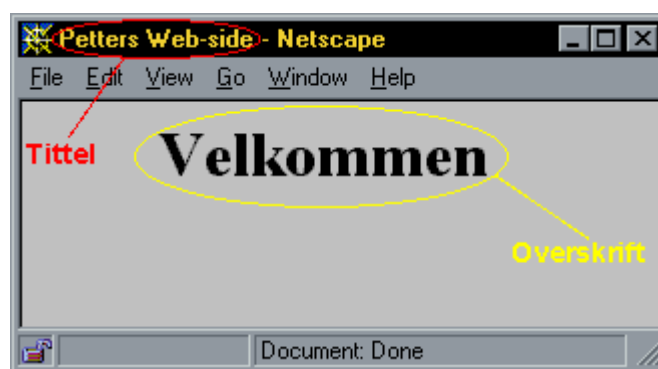 Petters Web-side - Netscape
File Edit View Go Window Help
Tittel
Velkommen
Overskrift
Document: Done